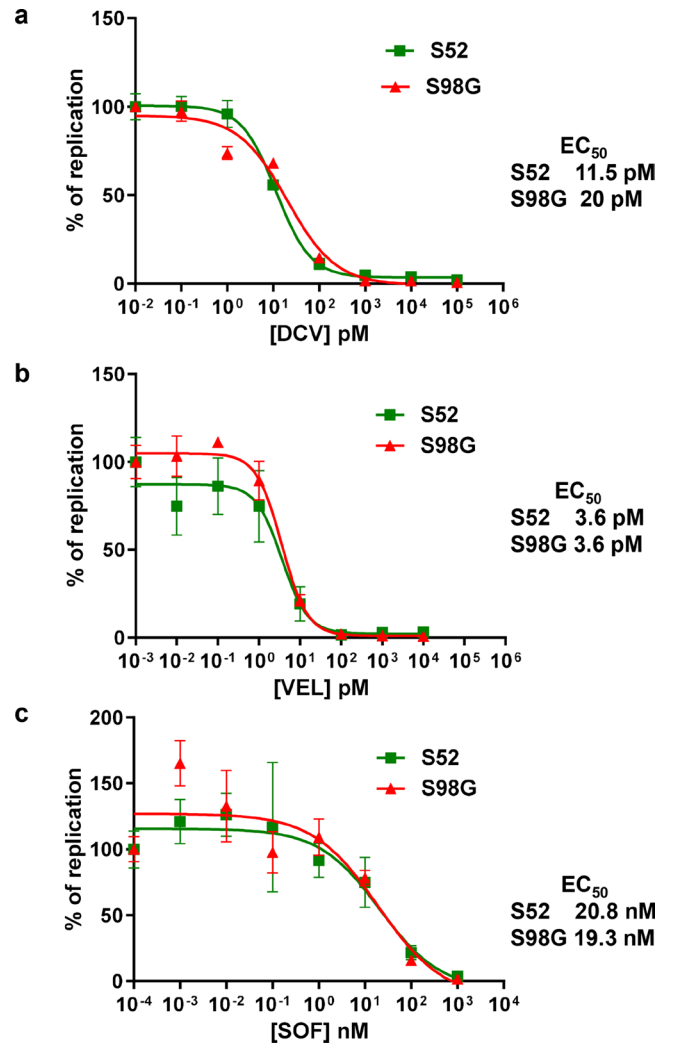 a
150
100
50
0
% of replication
S52
S98G
EC₅₀
S52 11.5 pM
S98G 20 pM
10⁻² 10⁻¹ 10⁰ 10¹ 10² 10³ 10⁴ 10⁵ 10⁶
[DCV] pM
b
150
100
50
0
% of replication
S52
S98G
EC₅₀
S52 3.6 pM
S98G 3.6 pM
10⁻³ 10⁻² 10⁻¹ 10⁰ 10¹ 10² 10³ 10⁴ 10⁵ 10⁶
[VEL] pM
c
200
150
100
50
0
% of replication
S52
S98G
EC₅₀
S52 20.8 nM
S98G 19.3 nM
10⁻⁴ 10⁻³ 10⁻² 10⁻¹ 10⁰ 10¹ 10² 10³ 10⁴
[SOF] nM